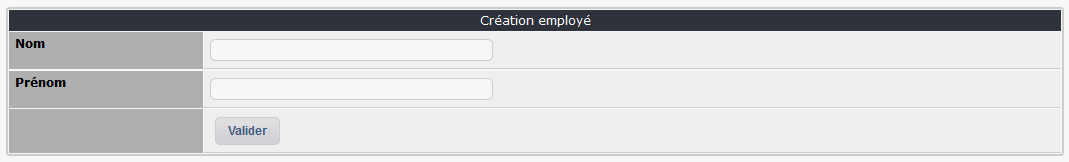 Création employé
Nom
Prénom
Valider